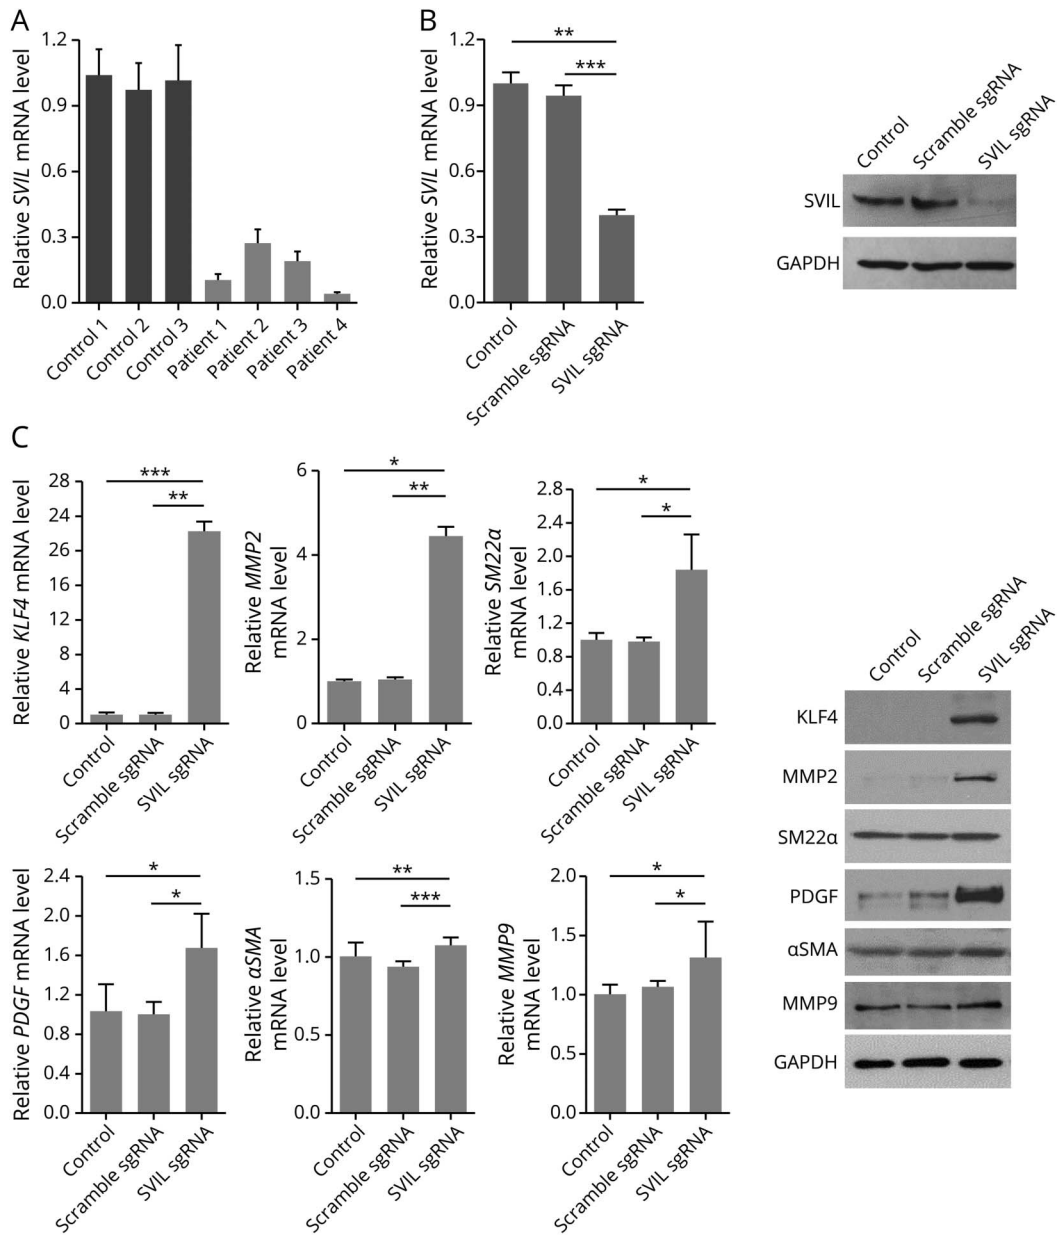 A
Relative SVIL mRNA level
1.2
0.9
0.6
0.3
0.0
Control 1
Control 2
Control 3
Patient 1
Patient 2
Patient 3
Patient 4
B
Relative SVIL mRNA level
1.2
0.9
0.6
0.3
0.0
**
***
Control
Scramble sgRNA
SVIL sgRNA
Control
Scramble sgRNA
SVIL sgRNA
SVIL
GAPDH
C
Relative KLF4 mRNA level
28
24
26
16
12
8
4
0
***
**
Control
Scramble sgRNA
SVIL sgRNA
Relative MMP2
mRNA level
6
4
2
0
*
**
Control
Scramble sgRNA
SVIL sgRNA
Relative SM22α
mRNA level
2.8
2.4
2.0
1.6
1.2
0.8
0.4
0.0
*
*
Control
Scramble sgRNA
SVIL sgRNA
Relative PDGF mRNA level
2.4
2.0
1.6
1.2
0.8
0.4
0.0
*
*
Control
Scramble sgRNA
SVIL sgRNA
Relative αSMA
mRNA level
1.5
1.0
0.5
0.0
**
***
Control
Scramble sgRNA
SVIL sgRNA
Relative MMP9
mRNA level
2.0
1.5
1.0
0.5
0.0
*
*
Control
Scramble sgRNA
SVIL sgRNA
Control
Scramble sgRNA
SVIL sgRNA
KLF4
MMP2
SM22α
PDGF
αSMA
MMP9
GAPDH